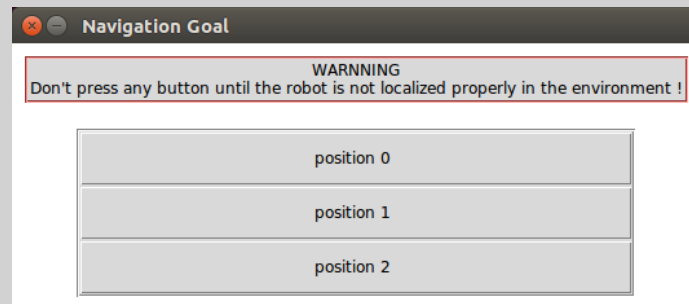 Navigation Goal
WARNNING
Don't press any button until the robot is not localized properly in the environment !
position 0
position 1
position 2